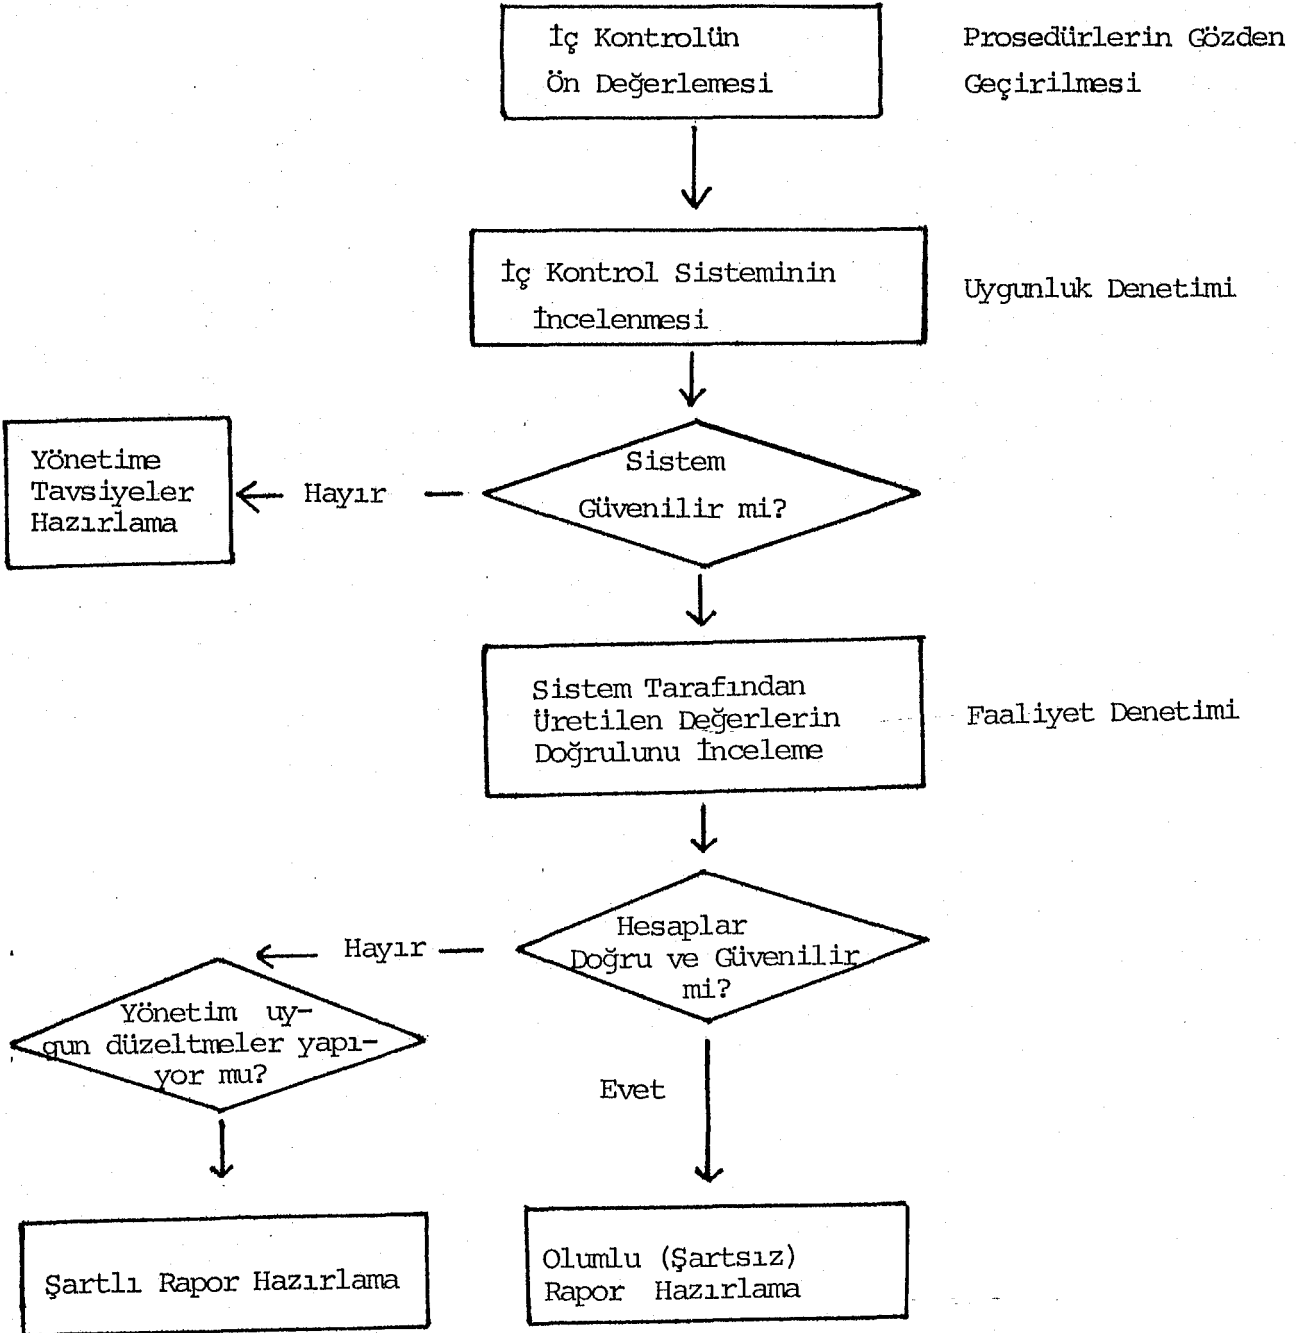 İç Kontrolün
Ön Değerlemesi
Prosedürlerin Gözden
Geçirilmesi
İç Kontrol Sisteminin
İncelenmesi
Uygunluk Denetimi
Sistem
Güvenilir mi?
Hayır
Yönetime
Tavsiyeler
Hazırlama
Sistem Tarafından
Üretilen Değerlerin
Doğrulunu İnceleme
Faaliyet Denetimi
Hesaplar
Doğru ve Güvenilir
mi?
Hayır
Yönetim uy-
gun düzeltmeler yapı-
yor mu?
Evet
Şartlı Rapor Hazırlama
Olumlu (Şartsız)
Rapor Hazırlama